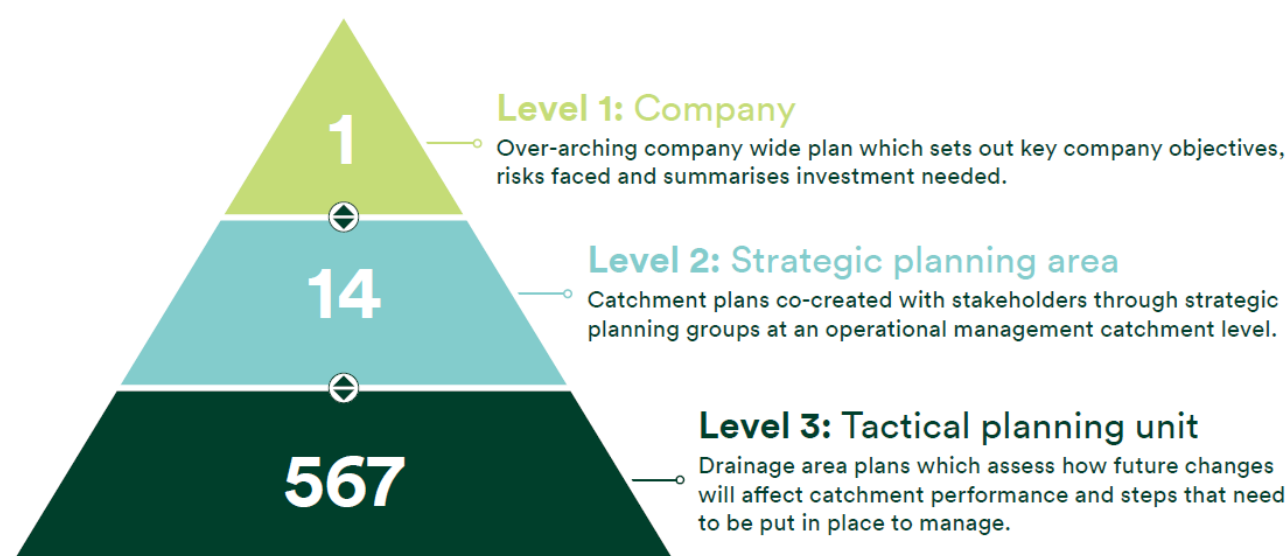 1
Level 1: Company
Over-arching company wide plan which sets out key company objectives,
risks faced and summarises investment needed.
14
Level 2: Strategic planning area
Catchment plans co-created with stakeholders through strategic
planning groups at an operational management catchment level.
567
Level 3: Tactical planning unit
Drainage area plans which assess how future changes
will affect catchment performance and steps that need
to be put in place to manage.